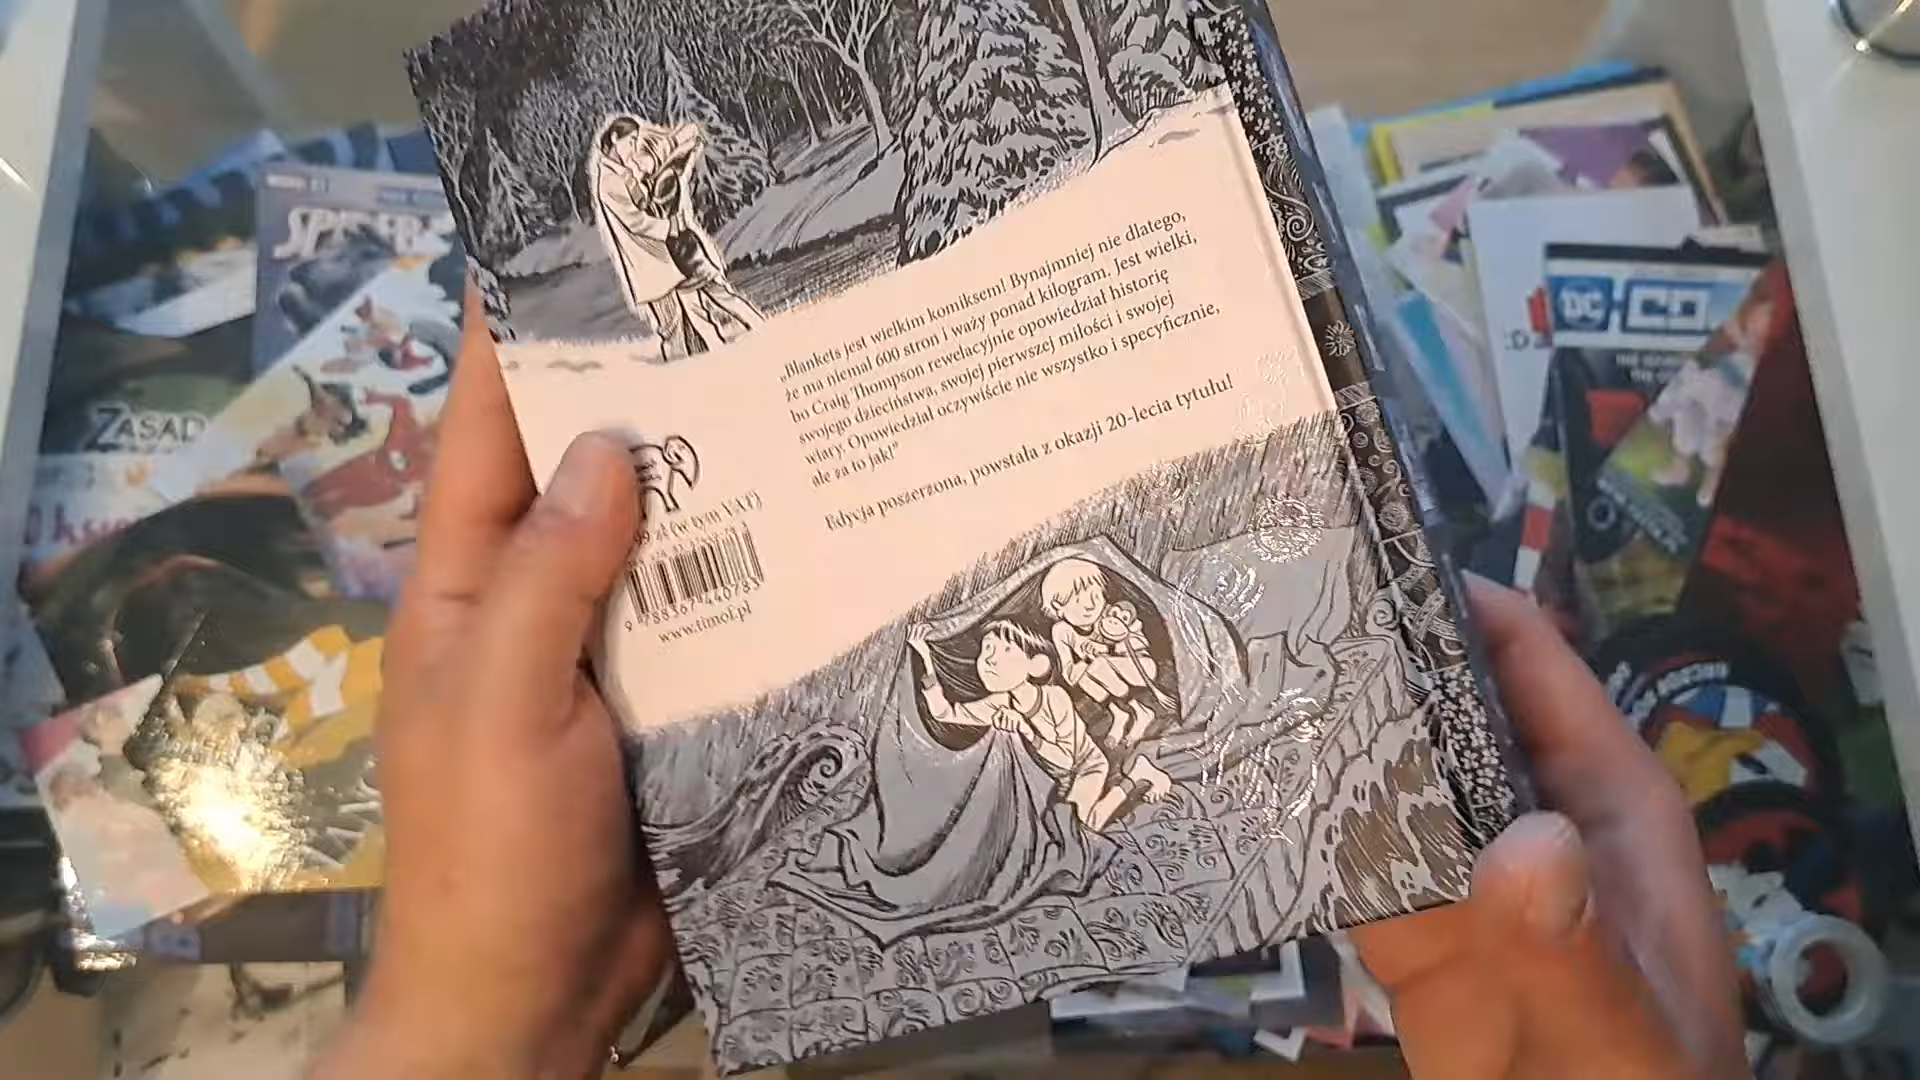 „Blankets jest wielkim komiksem! Bynajmniej nie dlatego,
że ma niemal 600 stron i waży ponad kilogram. Jest wielki,
bo Craig Thompson rewelacyjnie opowiedział historię
swojego dzieciństwa, swojej pierwszej miłości i swojej
wiary. Opowiedział oczywiście nie wszystko i specyficznie,
ale za to jak!”
Edycja poszerzona, powstała z okazji 20-lecia tytułu!
99 zł (w tym VAT)
www.timof.pl
SPIDER
ZASAD
DC